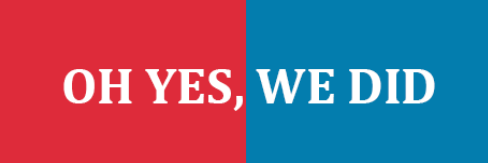 OH YES, WE DID